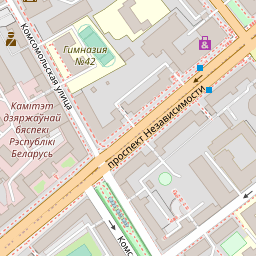 Комсомольская улица
Гимназия
№42
Камітэт
дзяржаўнай
бяспекі
Рэспублікі
Беларусь
проспект Независимости
Комс